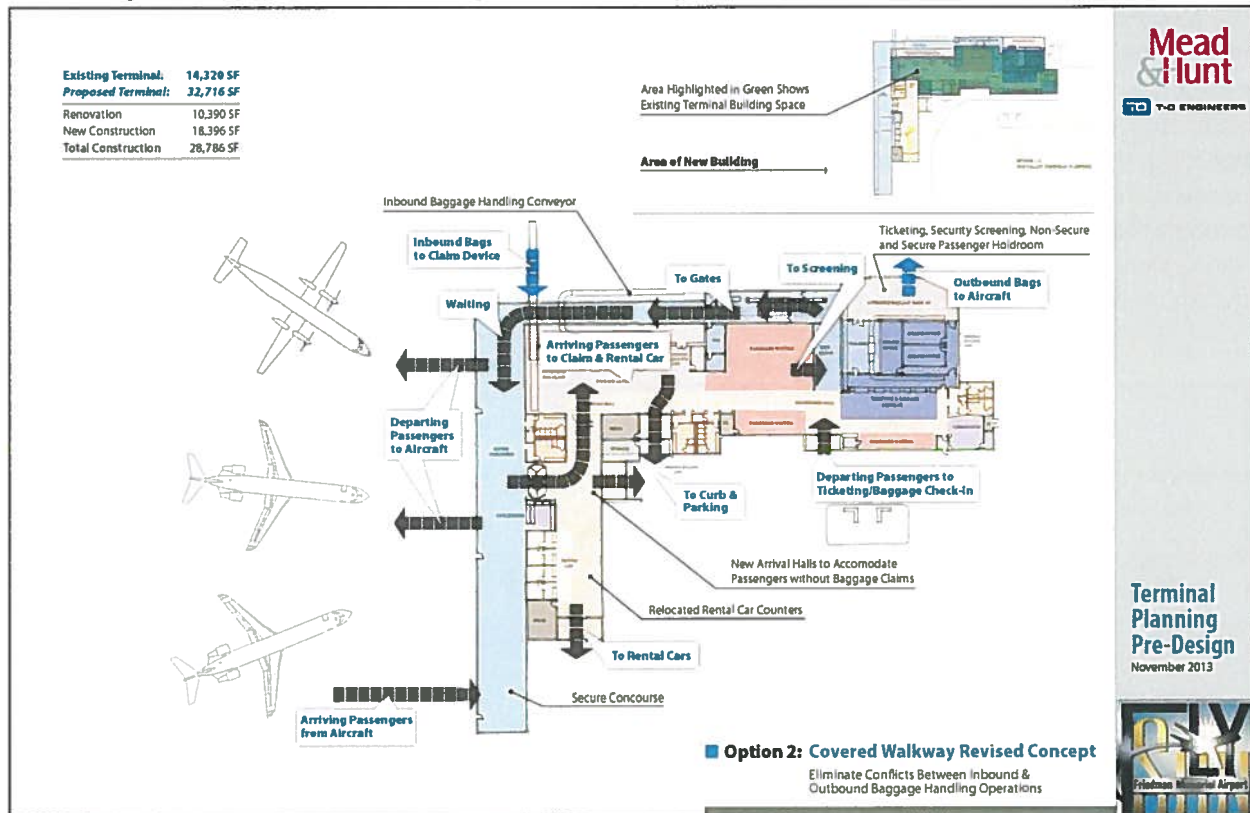 Existing Terminal: 14,320 SF
Proposed Terminal: 32,716 SF
Renovation 10,390 SF
New Construction 18,396 SF
Total Construction 28,786 SF
Area Highlighted in Green Shows
Existing Terminal Building Space
Area of New Building
Mead
&Hunt
TO T-O ENGINEERS
Inbound Baggage Handling Conveyor
Ticketing, Security Screening, Non-Secure
and Secure Passenger Holdroom
Inbound Bags
to Claim Device
To Gates
To Screening
Outbound Bags
to Aircraft
Waiting
Arriving Passengers
to Claim & Rental Car
Departing
Passengers
to Aircraft
Departing Passengers to
Ticketing/Baggage Check-In
To Curb &
Parking
New Arrival Halls to Accomodate
Passengers without Baggage Claims
Relocated Rental Car Counters
To Rental Cars
Secure Concourse
Arriving Passengers
from Aircraft
Terminal
Planning
Pre-Design
November 2013
Option 2: Covered Walkway Revised Concept
Eliminate Conflicts Between Inbound &
Outbound Baggage Handling Operations
FLY
Friedman Memorial Airport